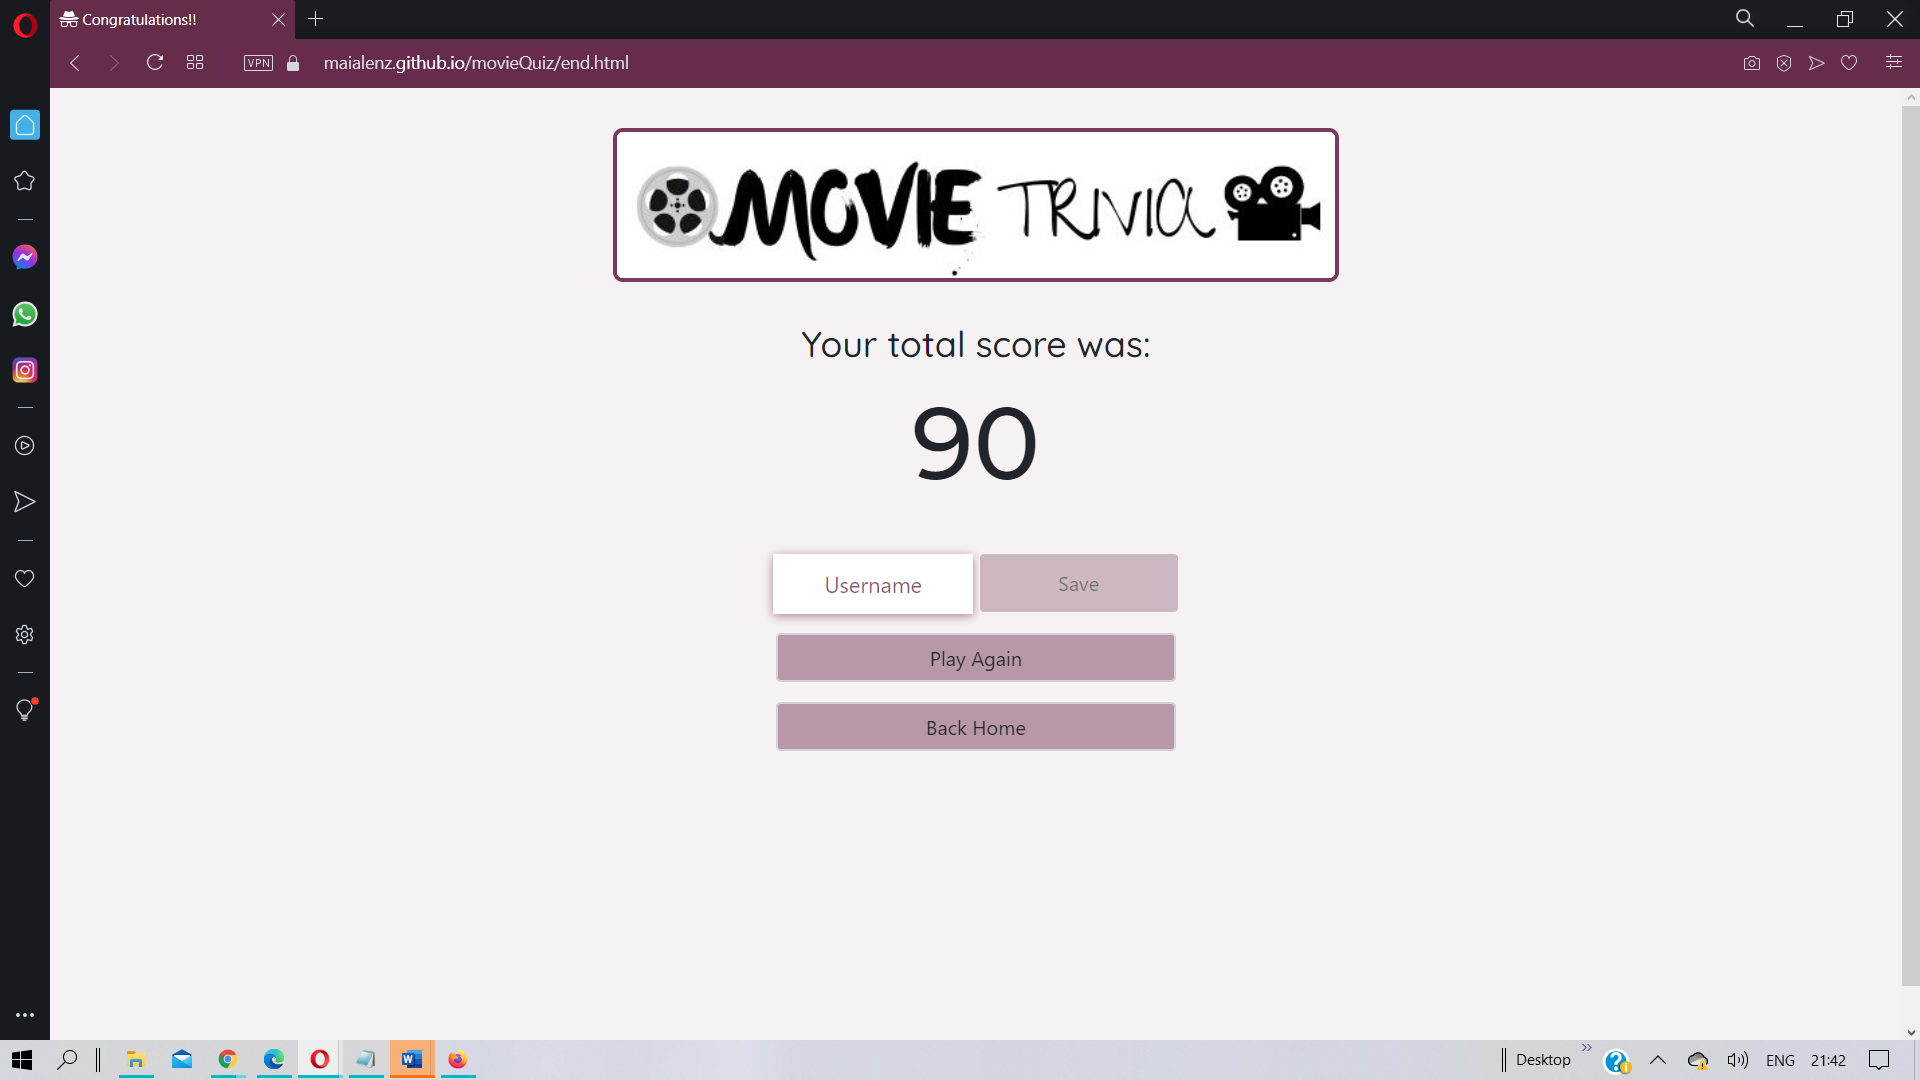 Congratulations!!
VPN
maialenz.github.io/movieQuiz/end.html
MOVIE TRIVIA
Your total score was:
90
Username
Save
Play Again
Back Home
Desktop
ENG
21:42